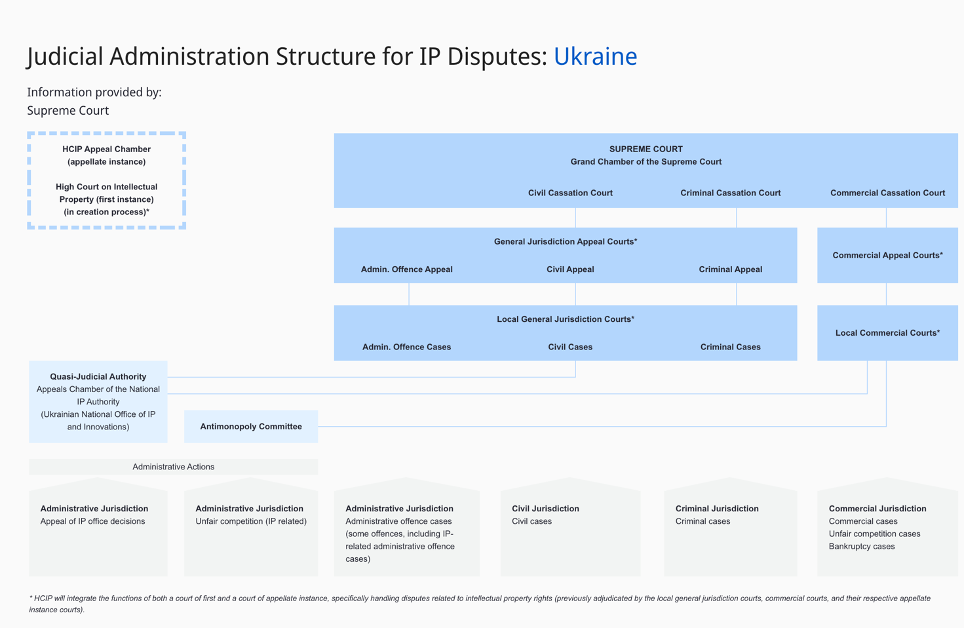 Judicial Administration Structure for IP Disputes: Ukraine
Information provided by:
Supreme Court
HCIP Appeal Chamber
(appellate instance)
High Court on Intellectual
Property (first instance)
(in creation process)*
SUPREME COURT
Grand Chamber of the Supreme Court
Civil Cassation Court
Criminal Cassation Court
Commercial Cassation Court
General Jurisdiction Appeal Courts*
Admin. Offence Appeal
Civil Appeal
Criminal Appeal
Commercial Appeal Courts*
Local General Jurisdiction Courts*
Admin. Offence Cases
Civil Cases
Criminal Cases
Local Commercial Courts*
Quasi-Judicial Authority
Appeals Chamber of the National
IP Authority
(Ukrainian National Office of IP
and Innovations)
Antimonopoly Committee
Administrative Actions
Administrative Jurisdiction
Appeal of IP office decisions
Administrative Jurisdiction
Unfair competition (IP related)
Administrative Jurisdiction
Administrative offence cases
(some offences, including IP-
related administrative offence
cases)
Civil Jurisdiction
Civil cases
Criminal Jurisdiction
Criminal cases
Commercial Jurisdiction
Commercial cases
Unfair competition cases
Bankruptcy cases
* HCIP will integrate the functions of both a court of first and a court of appellate instance, specifically handling disputes related to intellectual property rights (previously adjudicated by the local general jurisdiction courts, commercial courts, and their respective appellate
instance courts).